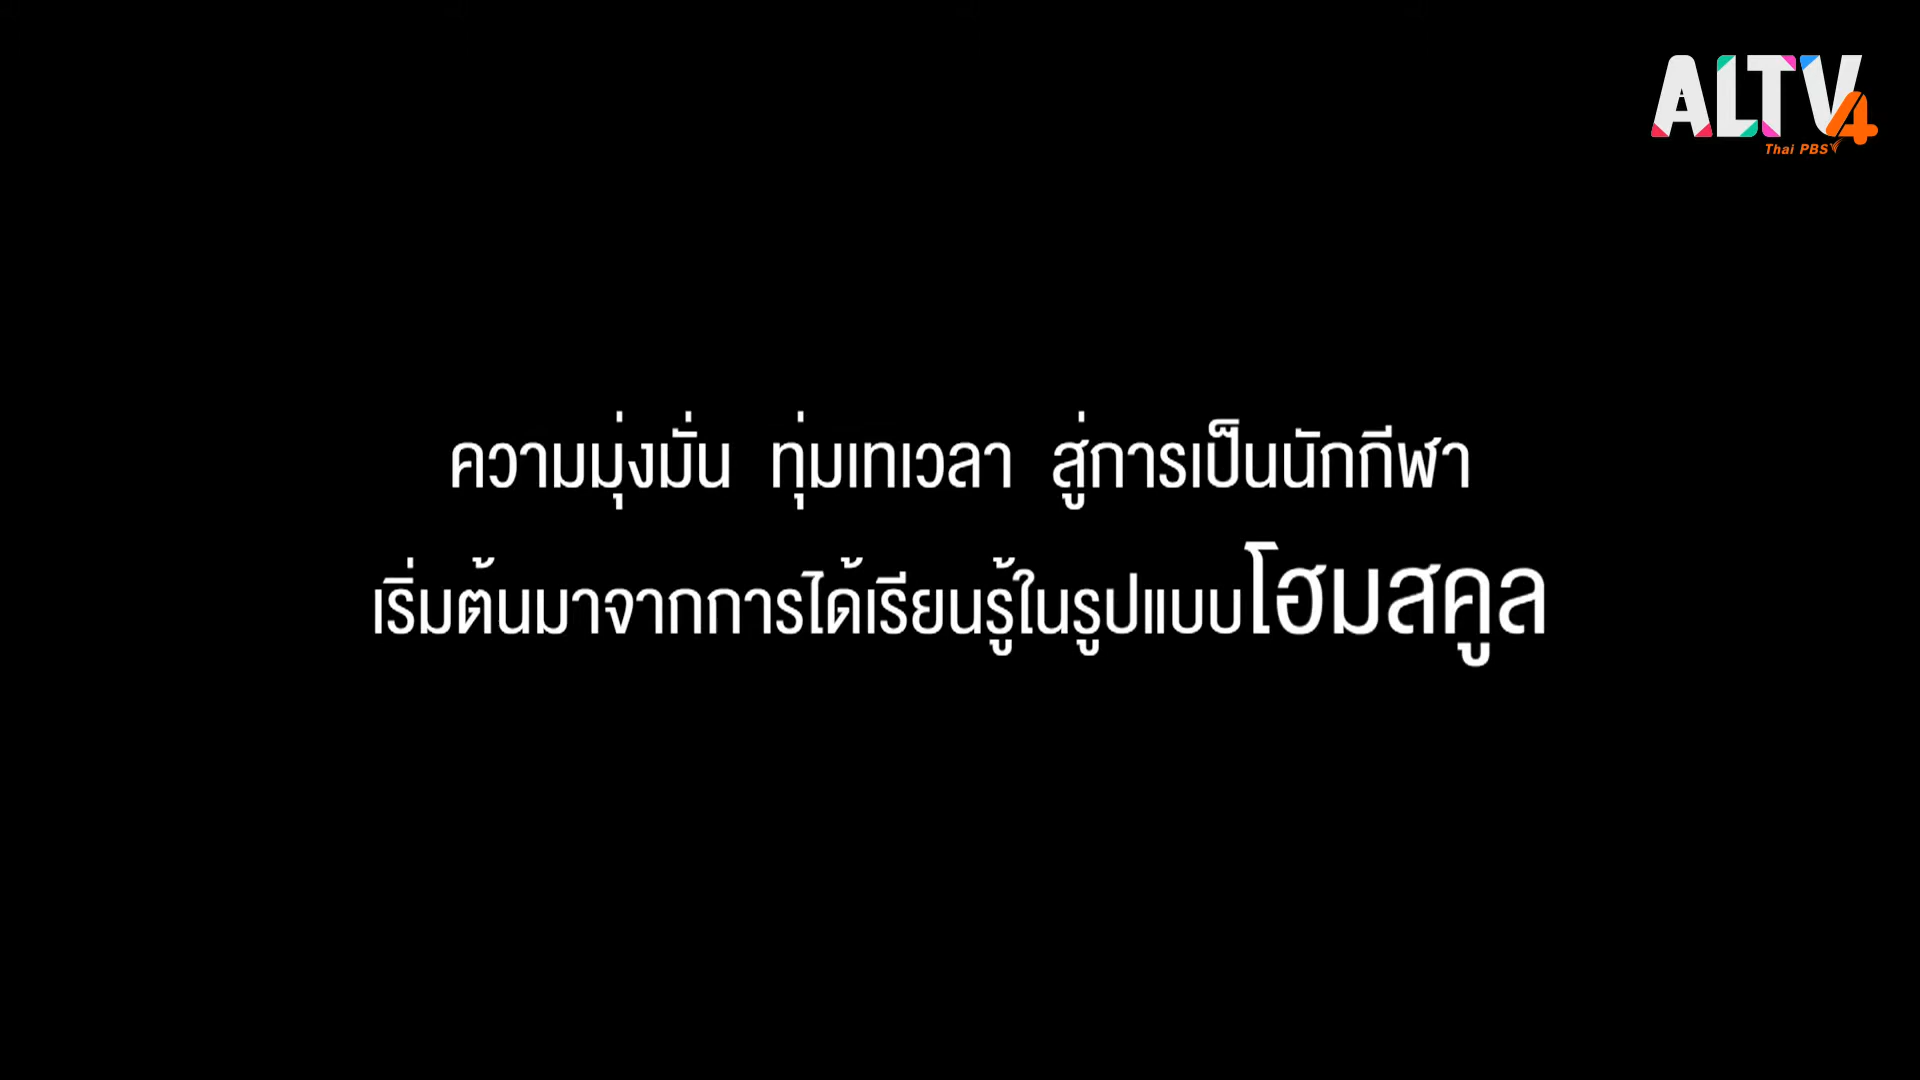 ALTV4
Thai PBS
ความมุ่งมั่น ทุ่มเทเวลา สู่การเป็นนักกีฬา
เริ่มต้นมาจากการได้เรียนรู้ในรูปแบบโฮมสคูล